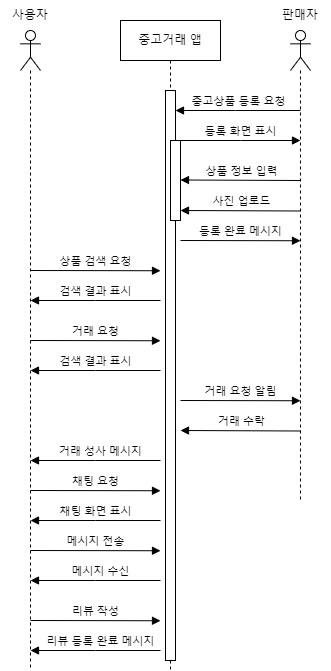 사용자
중고거래 앱
판매자
중고상품 등록 요청
등록 화면 표시
상품 정보 입력
사진 업로드
등록 완료 메시지
상품 검색 요청
검색 결과 표시
거래 요청
검색 결과 표시
거래 요청 알림
거래 수락
거래 성사 메시지
채팅 요청
채팅 화면 표시
메시지 전송
메시지 수신
리뷰 작성
리뷰 등록 완료 메시지